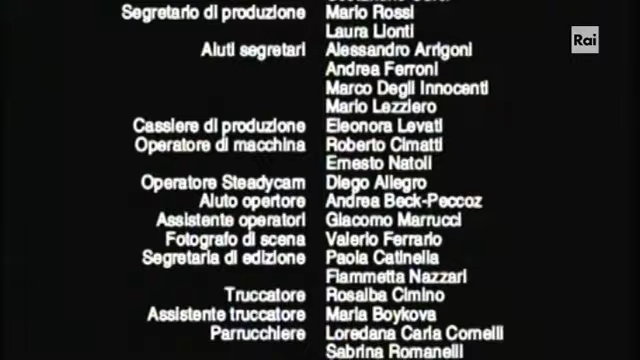 Segretario di produzione Mario Rossi
Laura Lionti
Rai
Aiuti segretari Alessandro Arrigoni
Andrea Ferroni
Marco Degli Innocenti
Mario Lezziero
Cassiere di produzione Eleonora Levati
Operatore di macchina Roberto Cimatti
Ernesto Natoli
Operatore Steadycam Diego Allegro
Aiuto opertore Andrea Beck-Peccoz
Assistente operatori Giacomo Marrucci
Fotografo di scena Valerio Ferrario
Segretaria di edizione Paola Catinella
Fiammetta Nazzari
Truccatore Rosalba Cimino
Assistente truccatore Maria Boykova
Parrucchiere Loredana Carla Comelli
Sabrina Romanelli